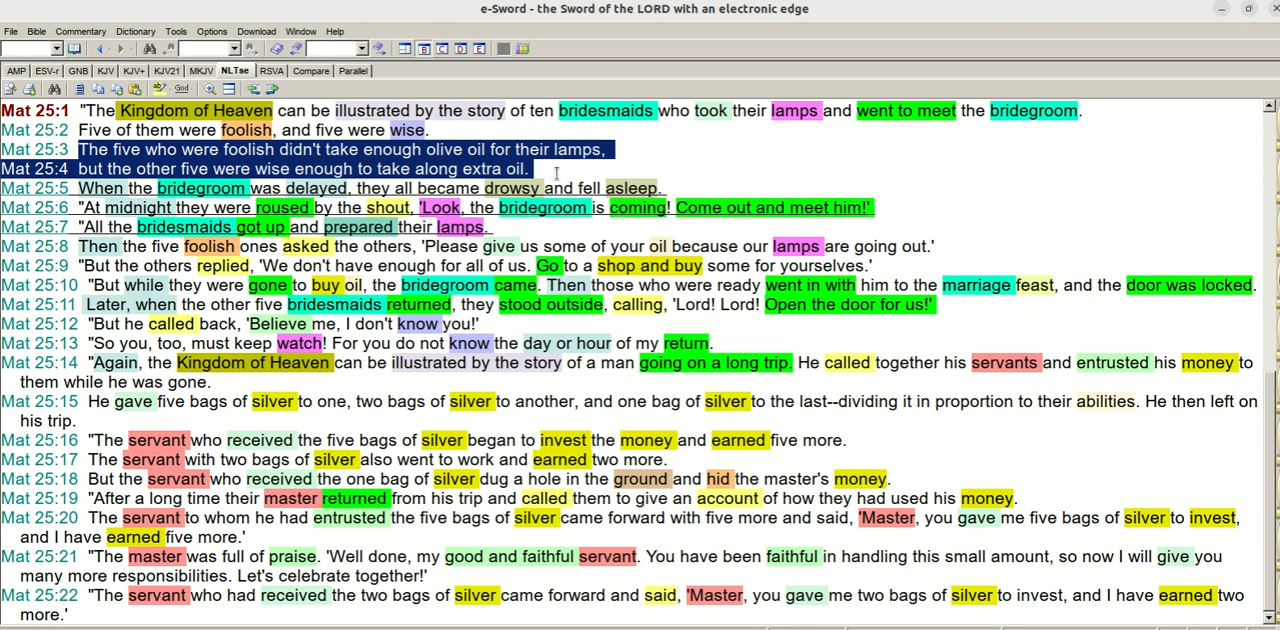 e-Sword - the Sword of the LORD with an electronic edge
File Bible Commentary Dictionary Tools Options Download Window Help
B C D E
AMP ESV-r GNB KJV KJV+ KJV21 MKJV NLTse RSVA Compare Parallel
God
Mat 25:1 "The Kingdom of Heaven can be illustrated by the story of ten bridesmaids who took their lamps and went to meet the bridegroom.
Mat 25:2 Five of them were foolish, and five were wise.
Mat 25:3 The five who were foolish didn't take enough olive oil for their lamps,
Mat 25:4 but the other five were wise enough to take along extra oil.
Mat 25:5 When the bridegroom was delayed, they all became drowsy and fell asleep.
Mat 25:6 "At midnight they were roused by the shout, 'Look, the bridegroom is coming! Come out and meet him!'
Mat 25:7 "All the bridesmaids got up and prepared their lamps.
Mat 25:8 Then the five foolish ones asked the others, 'Please give us some of your oil because our lamps are going out.'
Mat 25:9 "But the others replied, 'We don't have enough for all of us. Go to a shop and buy some for yourselves.'
Mat 25:10 "But while they were gone to buy oil, the bridegroom came. Then those who were ready went in with him to the marriage feast, and the door was locked.
Mat 25:11 Later, when the other five bridesmaids returned, they stood outside, calling, 'Lord! Lord! Open the door for us!'
Mat 25:12 "But he called back, 'Believe me, I don't know you!'
Mat 25:13 "So you, too, must keep watch! For you do not know the day or hour of my return.
Mat 25:14 "Again, the Kingdom of Heaven can be illustrated by the story of a man going on a long trip. He called together his servants and entrusted his money to
them while he was gone.
Mat 25:15 He gave five bags of silver to one, two bags of silver to another, and one bag of silver to the last--dividing it in proportion to their abilities. He then left on
his trip.
Mat 25:16 "The servant who received the five bags of silver began to invest the money and earned five more.
Mat 25:17 The servant with two bags of silver also went to work and earned two more.
Mat 25:18 But the servant who received the one bag of silver dug a hole in the ground and hid the master's money.
Mat 25:19 "After a long time their master returned from his trip and called them to give an account of how they had used his money.
Mat 25:20 The servant to whom he had entrusted the five bags of silver came forward with five more and said, 'Master, you gave me five bags of silver to invest,
and I have earned five more.'
Mat 25:21 "The master was full of praise. 'Well done, my good and faithful servant. You have been faithful in handling this small amount, so now I will give you
many more responsibilities. Let's celebrate together!'
Mat 25:22 "The servant who had received the two bags of silver came forward and said, 'Master, you gave me two bags of silver to invest, and I have earned two
more.'